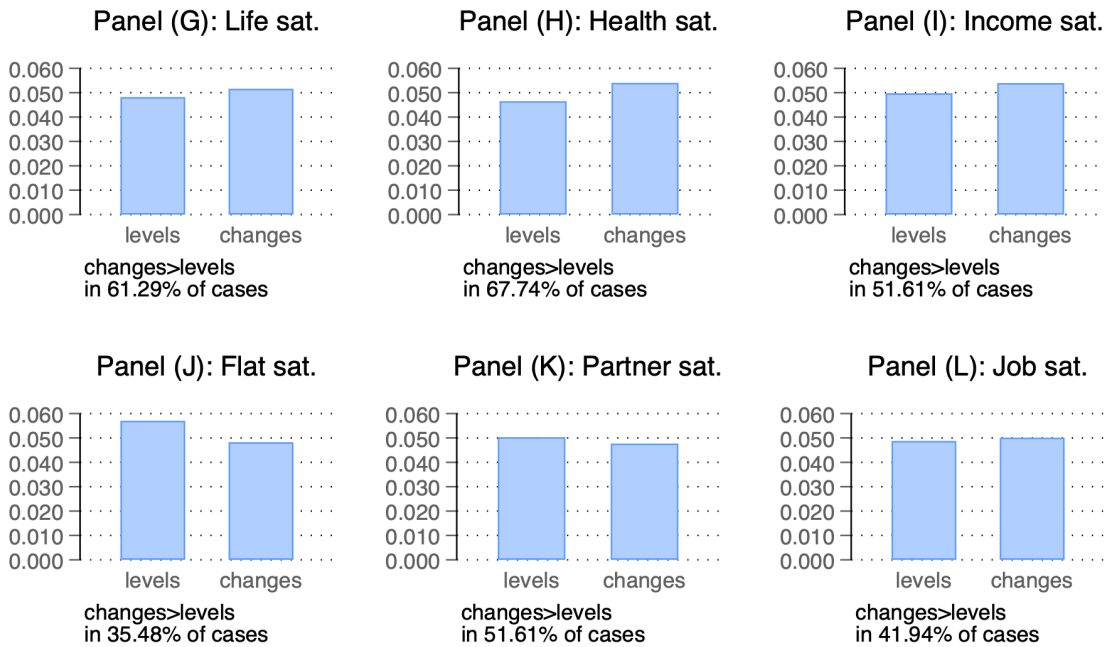 Panel (G): Life sat.
0.060
0.050
0.040
0.030
0.020
0.010
0.000
levels changes
changes>levels
in 61.29% of cases
Panel (H): Health sat.
0.060
0.050
0.040
0.030
0.020
0.010
0.000
levels changes
changes>levels
in 67.74% of cases
Panel (I): Income sat.
0.060
0.050
0.040
0.030
0.020
0.010
0.000
levels changes
changes>levels
in 51.61% of cases
Panel (J): Flat sat.
0.060
0.050
0.040
0.030
0.020
0.010
0.000
levels changes
changes>levels
in 35.48% of cases
Panel (K): Partner sat.
0.060
0.050
0.040
0.030
0.020
0.010
0.000
levels changes
changes>levels
in 51.61% of cases
Panel (L): Job sat.
0.060
0.050
0.040
0.030
0.020
0.010
0.000
levels changes
changes>levels
in 41.94% of cases